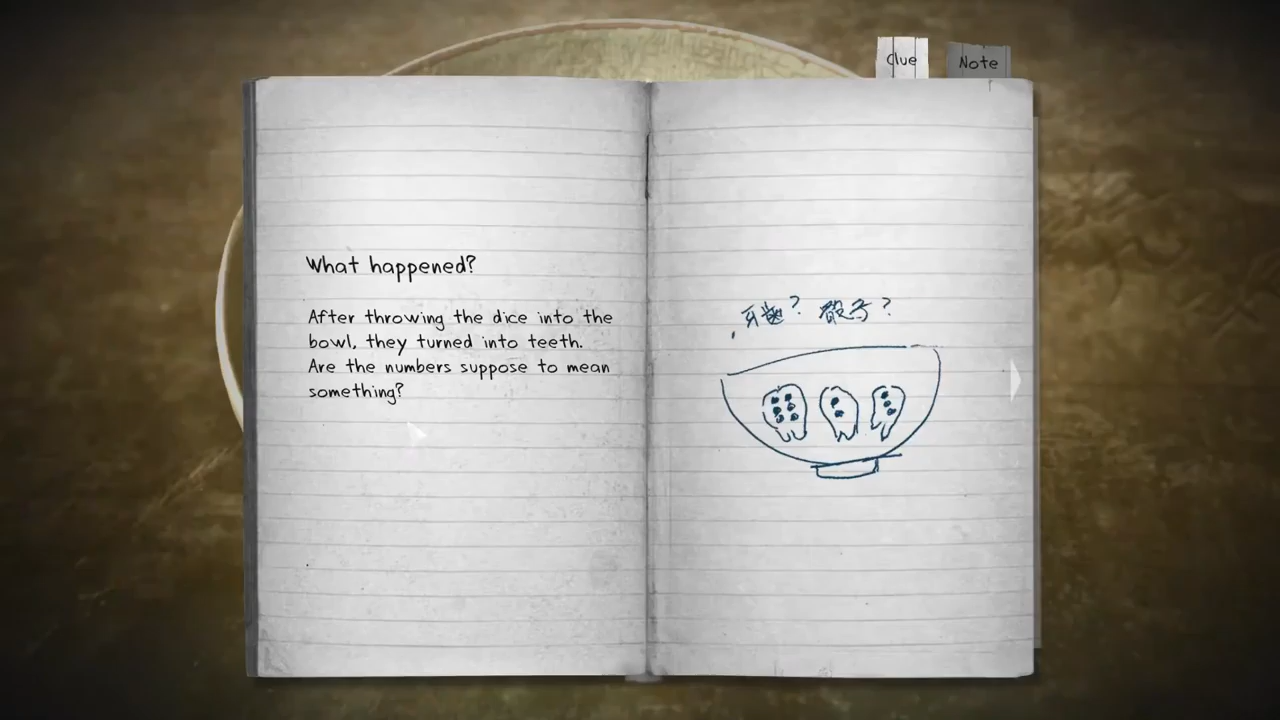 Clue
Note
What happened?
After throwing the dice into the
bowl, they turned into teeth.
Are the numbers suppose to mean
something?
牙齒? 骰子?